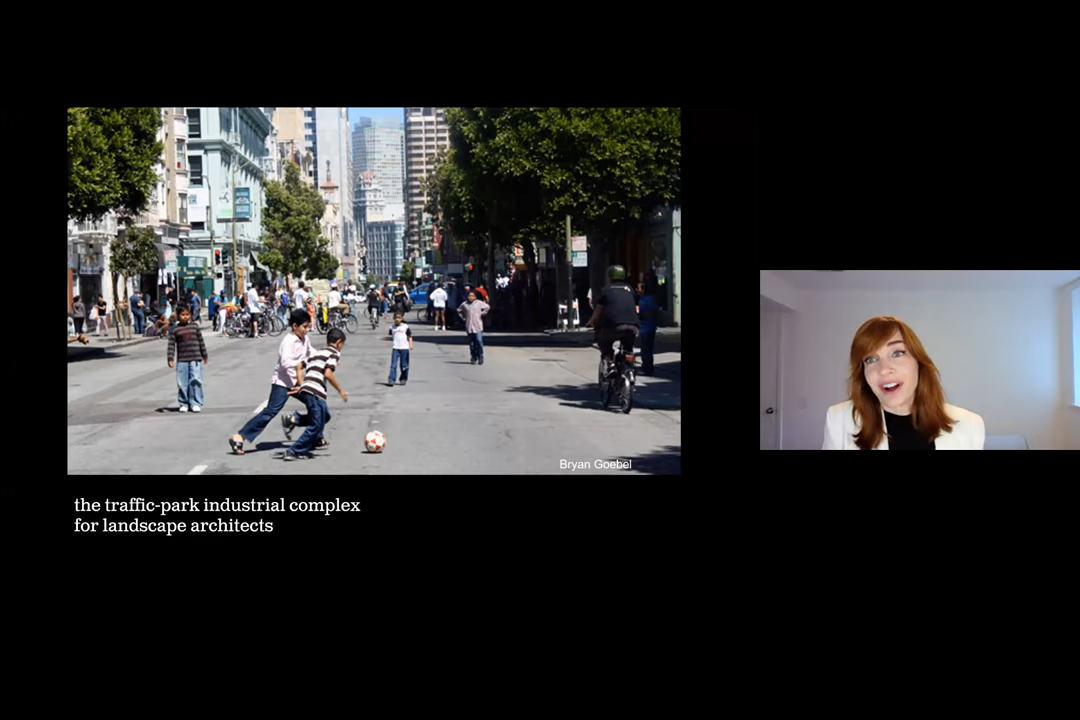 Bryan Goebel
the traffic-park industrial complex
for landscape architects